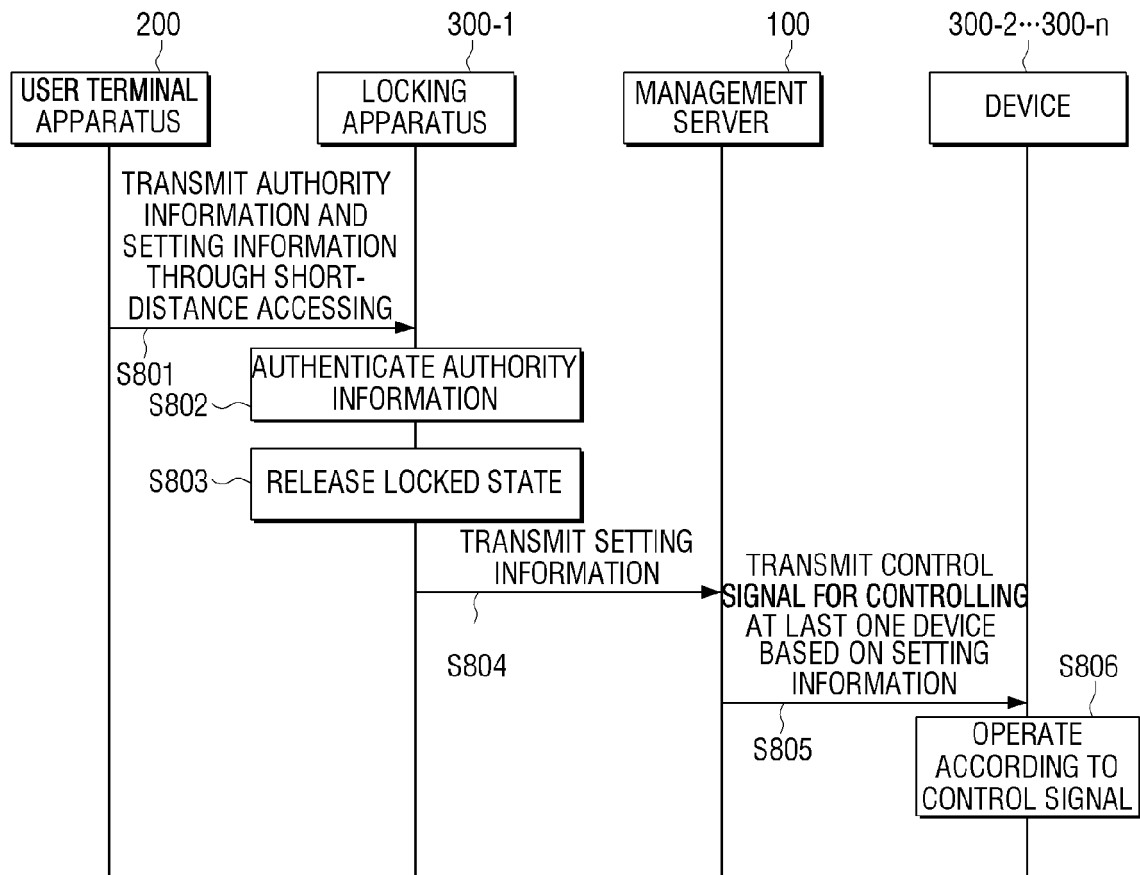 200
300-1
100
300-2···300-n
USER TERMINAL
APPARATUS
LOCKING
APPARATUS
MANAGEMENT
SERVER
DEVICE
TRANSMIT AUTHORITY
INFORMATION AND
SETTING INFORMATION
THROUGH SHORT-
DISTANCE ACCESSING
S801
AUTHENTICATE AUTHORITY
INFORMATION
S802
S803
RELEASE LOCKED STATE
TRANSMIT SETTING
INFORMATION
S804
TRANSMIT CONTROL
SIGNAL FOR CONTROLLING
AT LAST ONE DEVICE
BASED ON SETTING
INFORMATION
S805
S806
OPERATE
ACCORDING TO
CONTROL SIGNAL